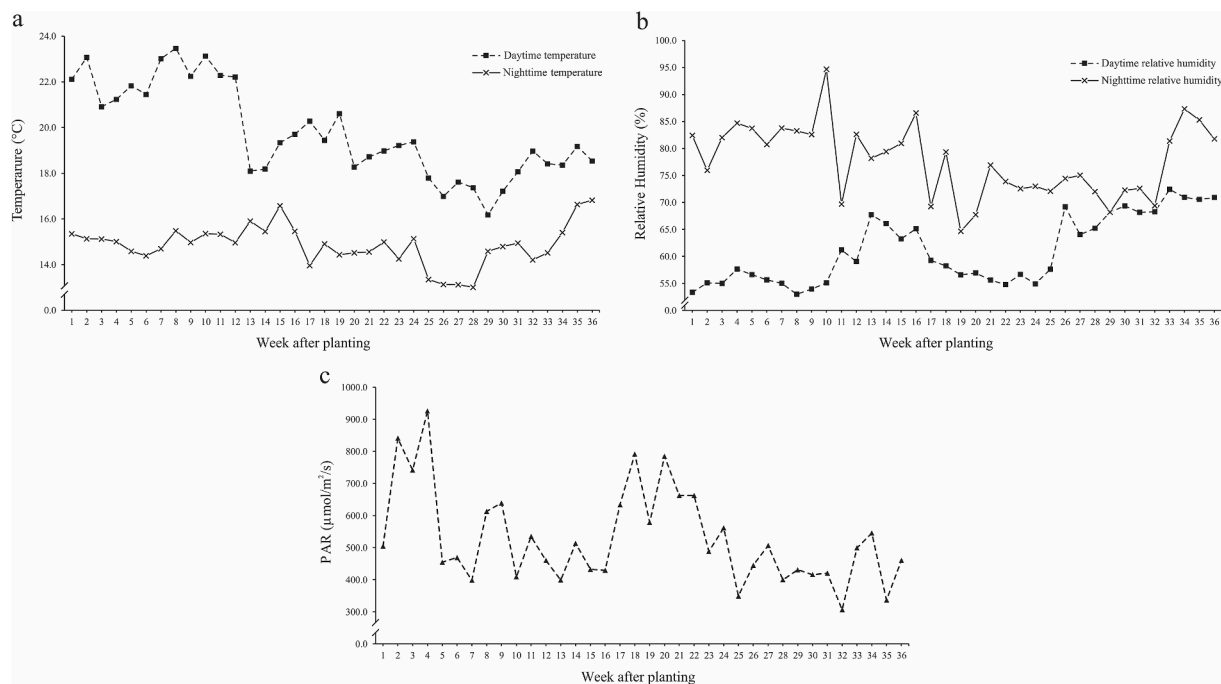 a
24.0
22.0
20.0
18.0
16.0
14.0
0.0
Temperature (°C)
Daytime temperature
Nighttime temperature
1 2 3 4 5 6 7 8 9 10 11 12 13 14 15 16 17 18 19 20 21 22 23 24 25 26 27 28 29 30 31 32 33 34 35 36
Week after planting
b
100.0
95.0
90.0
85.0
80.0
75.0
70.0
65.0
60.0
55.0
0.0
Relative Humidity (%)
Daytime relative humidity
Nighttime relative humidity
1 2 3 4 5 6 7 8 9 10 11 12 13 14 15 16 17 18 19 20 21 22 23 24 25 26 27 28 29 30 31 32 33 34 35 36
Week after planting
c
1000.0
900.0
800.0
700.0
600.0
500.0
400.0
300.0
0.0
PAR (µmol/m²/s)
1 2 3 4 5 6 7 8 9 10 11 12 13 14 15 16 17 18 19 20 21 22 23 24 25 26 27 28 29 30 31 32 33 34 35 36
Week after planting